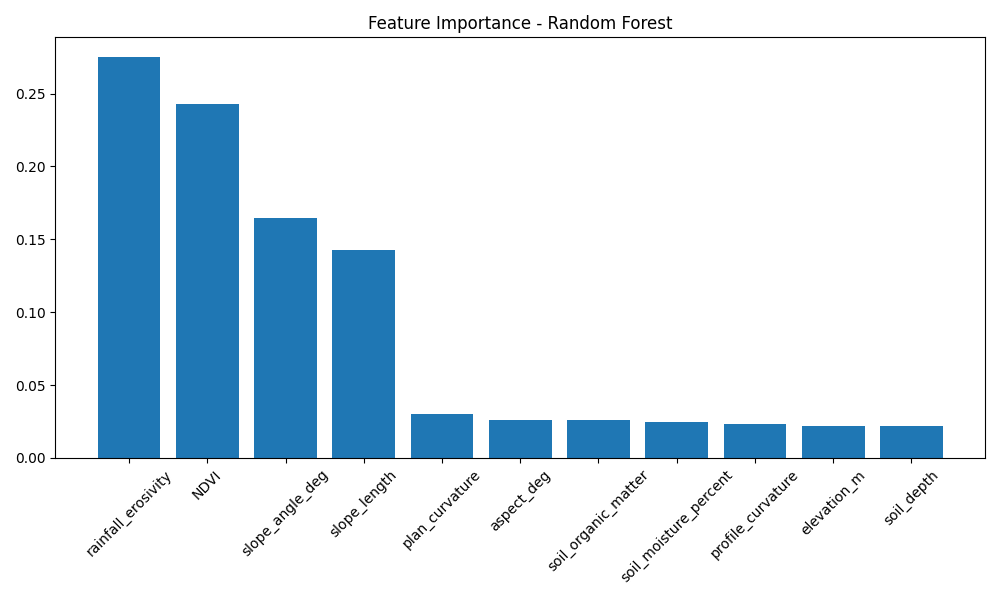 Feature Importance - Random Forest
0.25
0.20
0.15
0.10
0.05
0.00
rainfall_erosivity
NDVI
slope_angle_deg
slope_length
plan_curvature
aspect_deg
soil_organic_matter
soil_moisture_percent
profile_curvature
elevation_m
soil_depth